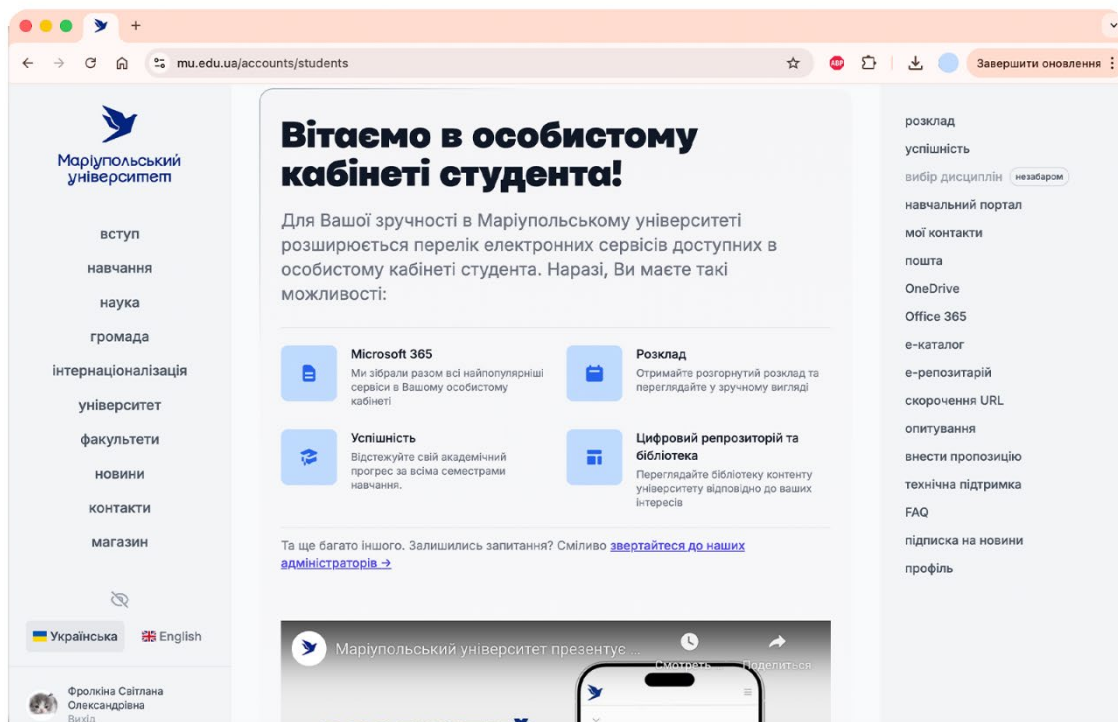 mu.edu.ua/accounts/students
ABP
Завершити оновлення
Маріупольський
університет
вступ
навчання
наука
громада
інтернаціоналізація
університет
факультети
новини
контакти
магазин
Українська
English
Фролкіна Світлана
Олександрівна
Вихід
Вітаємо в особистому
кабінеті студента!
Для Вашої зручності в Маріупольському університеті
розширюється перелік електронних сервісів доступних в
особистому кабінеті студента. Наразі, Ви маєте такі
можливості:
Microsoft 365
Ми зібрали разом всі найпопулярніші
сервіси в Вашому особистому
кабінеті
Розклад
Отримайте розгорнутий розклад та
переглядайте у зручному вигляді
Успішність
Відстежуйте свій академічний
прогрес за всіма семестрами
навчання.
Цифровий репрозиторій та
бібліотека
Переглядайте бібліотеку контенту
університету відповідно до ваших
інтересів
Та ще багато іншого. Залишились запитання? Сміливо звертайтеся до наших
адміністраторів →
Маріупольський університет презентує ...
Смотреть
Поделиться
розклад
успішність
вибір дисциплін незабаром
навчальний портал
мої контакти
пошта
OneDrive
Office 365
е-каталог
е-репозитарій
скорочення URL
опитування
внести пропозицію
технічна підтримка
FAQ
підписка на новини
профіль